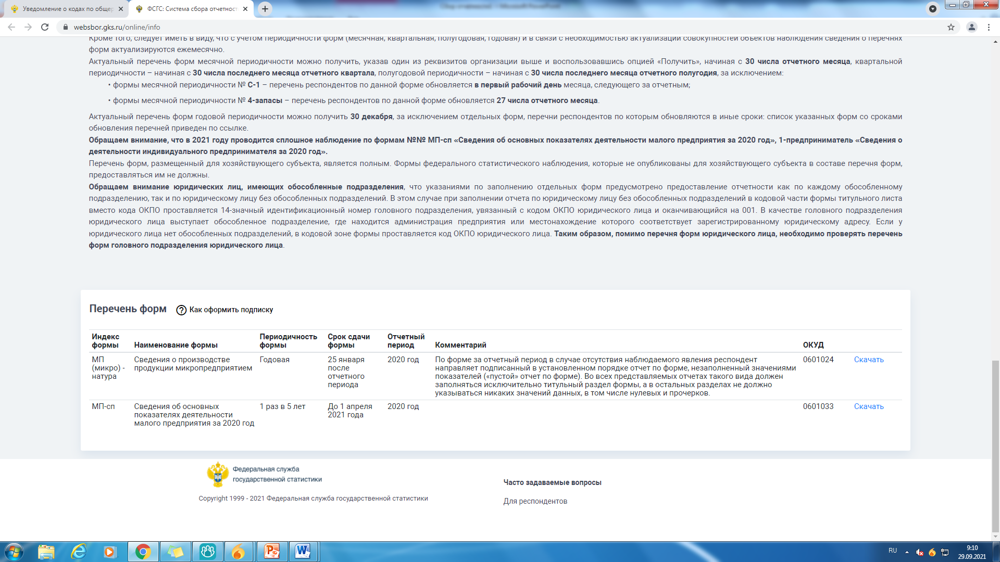 Уведомление о кодах по общер
ФСГС: Система сбора отчетност
websbor.gks.ru/online/info
Кроме того, следует иметь в виду, что с учетом периодичности форм (месячная, квартальная, полугодовая, годовая) и в связи с необходимостью актуализации совокупностей объектов наблюдения сведения о перечнях
форм актуализируются ежемесячно.
Актуальный перечень форм месячной периодичности можно получить, указав один из реквизитов организации выше и воспользовавшись опцией «Получить», начиная с 30 числа отчетного месяца, квартальной
периодичности – начиная с 30 числа последнего месяца отчетного квартала, полугодовой периодичности – начиная с 30 числа последнего месяца отчетного полугодия, за исключением:
• формы месячной периодичности № С-1 – перечень респондентов по данной форме обновляется в первый рабочий день месяца, следующего за отчетным;
• формы месячной периодичности № 4-запасы – перечень респондентов по данной форме обновляется 27 числа отчетного месяца.
Актуальный перечень форм годовой периодичности можно получить 30 декабря, за исключением отдельных форм, перечни респондентов по которым обновляются в иные сроки: список указанных форм со сроками
обновления перечней приведен по ссылке.
Обращаем внимание, что в 2021 году проводится сплошное наблюдение по формам №№ МП-сп «Сведения об основных показателях деятельности малого предприятия за 2020 год», 1-предприниматель «Сведения о
деятельности индивидуального предпринимателя за 2020 год».
Перечень форм, размещенный для хозяйствующего субъекта, является полным. Формы федерального статистического наблюдения, которые не опубликованы для хозяйствующего субъекта в составе перечня форм,
предоставляться им не должны.
Обращаем внимание юридических лиц, имеющих обособленные подразделения, что указаниями по заполнению отдельных форм предусмотрено предоставление отчетности как по каждому обособленному
подразделению, так и по юридическому лицу без обособленных подразделений. В этом случае при заполнении отчета по юридическому лицу без обособленных подразделений в кодовой части формы титульного листа
вместо кода ОКПО проставляется 14-значный идентификационный номер головного подразделения, увязанный с кодом ОКПО юридического лица и оканчивающийся на 001. В качестве головного подразделения
юридического лица выступает обособленное подразделение, где находится администрация предприятия или местонахождение которого соответствует зарегистрированному юридическому адресу. Если у
юридического лица нет обособленных подразделений, в кодовой зоне формы проставляется код ОКПО юридического лица. Таким образом, помимо перечня форм юридического лица, необходимо проверять перечень
форм головного подразделения юридического лица.
Перечень форм
Как оформить подписку
Индекс формы Наименование формы Периодичность формы Срок сдачи формы Отчетный период Комментарий ОКУД
МП (микро) - натура
Сведения о производстве продукции микропредприятием
Годовая
25 января после отчетного периода
2020 год
По форме за отчетный период в случае отсутствия наблюдаемого явления респондент
направляет подписанный в установленном порядке отчет по форме, незаполненный значениями
показателей («пустой» отчет по форме). Во всех представляемых отчетах такого вида должен
заполняться исключительно титульный раздел формы, а в остальных разделах не должно
указываться никаких значений данных, в том числе нулевых и прочерков.
0601024
Скачать
МП-сп
Сведения об основных
показателях деятельности
малого предприятия за 2020 год
1 раз в 5 лет
До 1 апреля
2021 года
2020 год
0601033
Скачать
Федеральная служба
государственной статистики
Copyright 1999 - 2021 Федеральная служба государственной статистики
Часто задаваемые вопросы
Для респондентов
RU
9:10
29.09.2021